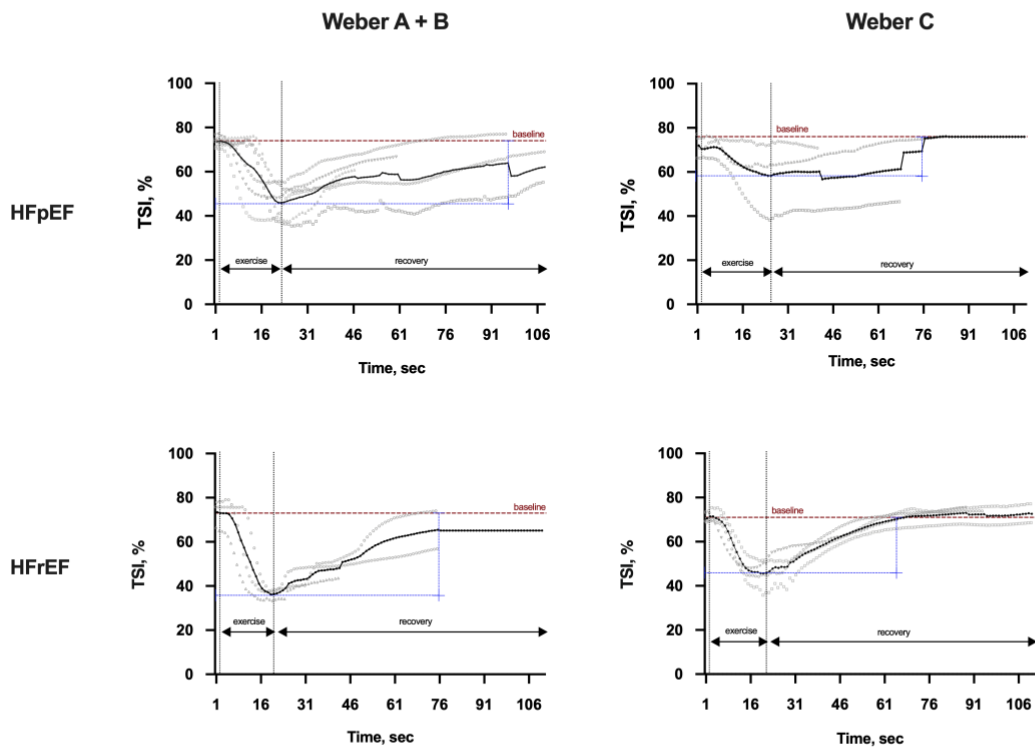 Weber A + B
Weber C
HFpEF
TSI, %
100
80
60
40
20
0
baseline
exercise
recovery
1 16 31 46 61 76 91 106
Time, sec
TSI, %
100
80
60
40
20
0
baseline
exercise
recovery
1 16 31 46 61 76 91 106
Time, sec
HFrEF
TSI, %
100
80
60
40
20
0
baseline
exercise
recovery
1 16 31 46 61 76 91 106
Time, sec
TSI, %
100
80
60
40
20
0
baseline
exercise
recovery
1 16 31 46 61 76 91 106
Time, sec